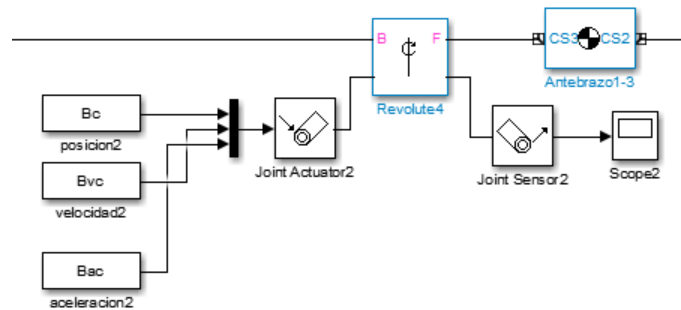 B
F
CS3
CS2
Antebrazo1-3
Revolute4
Bc
posicion2
Joint Actuator2
Joint Sensor2
Scope2
Bvc
velocidad2
Bac
aceleracion2